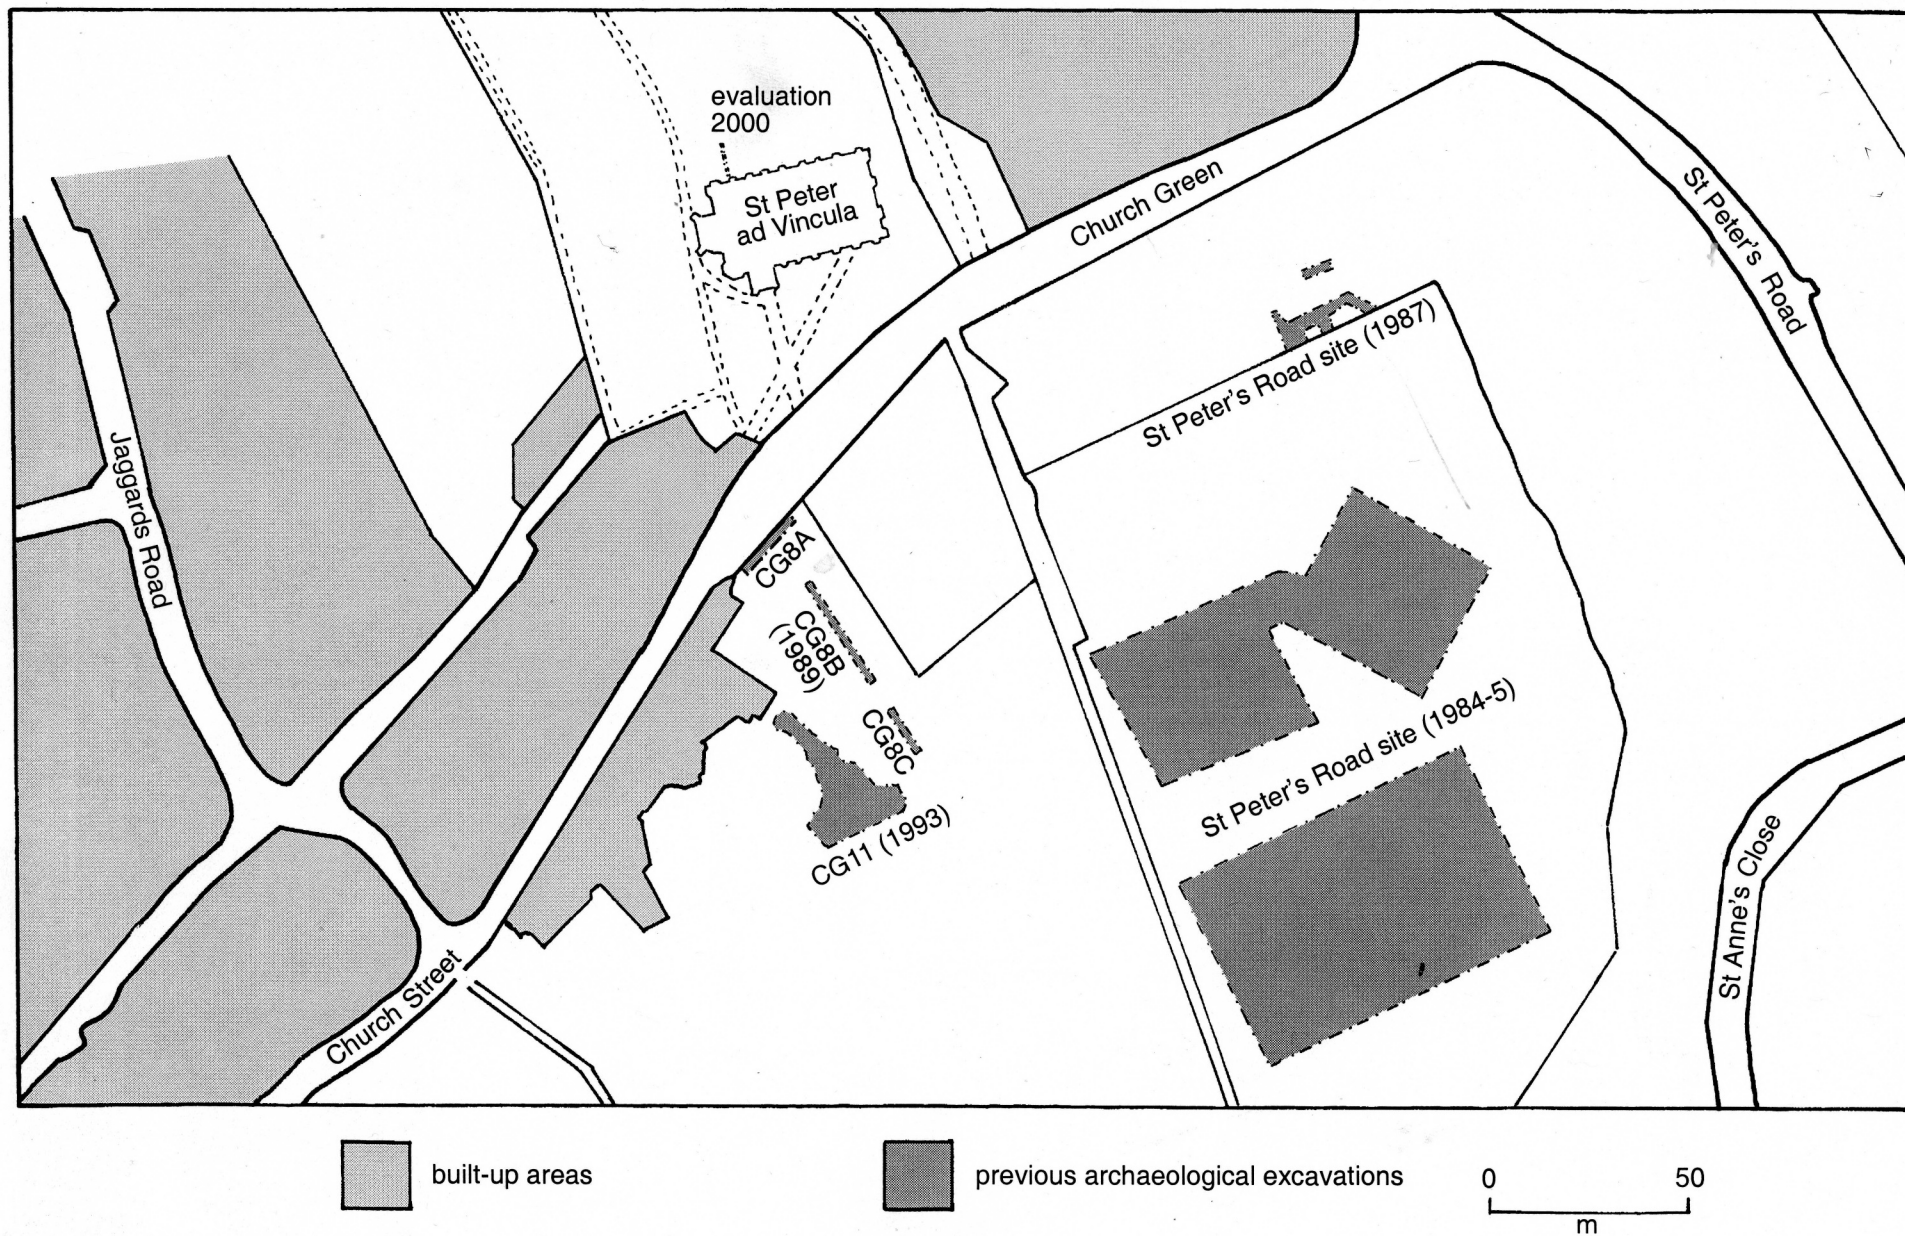 evaluation
2000
St Peter
ad Vincula
Church Green
St Peter's Road
St Peter's Road site (1987)
Jaggards Road
CG8A
CG8B
(1989)
CG8C
CG11 (1993)
St Peter's Road site (1984-5)
St Anne's Close
Church Street
built-up areas
previous archaeological excavations
0 50
m